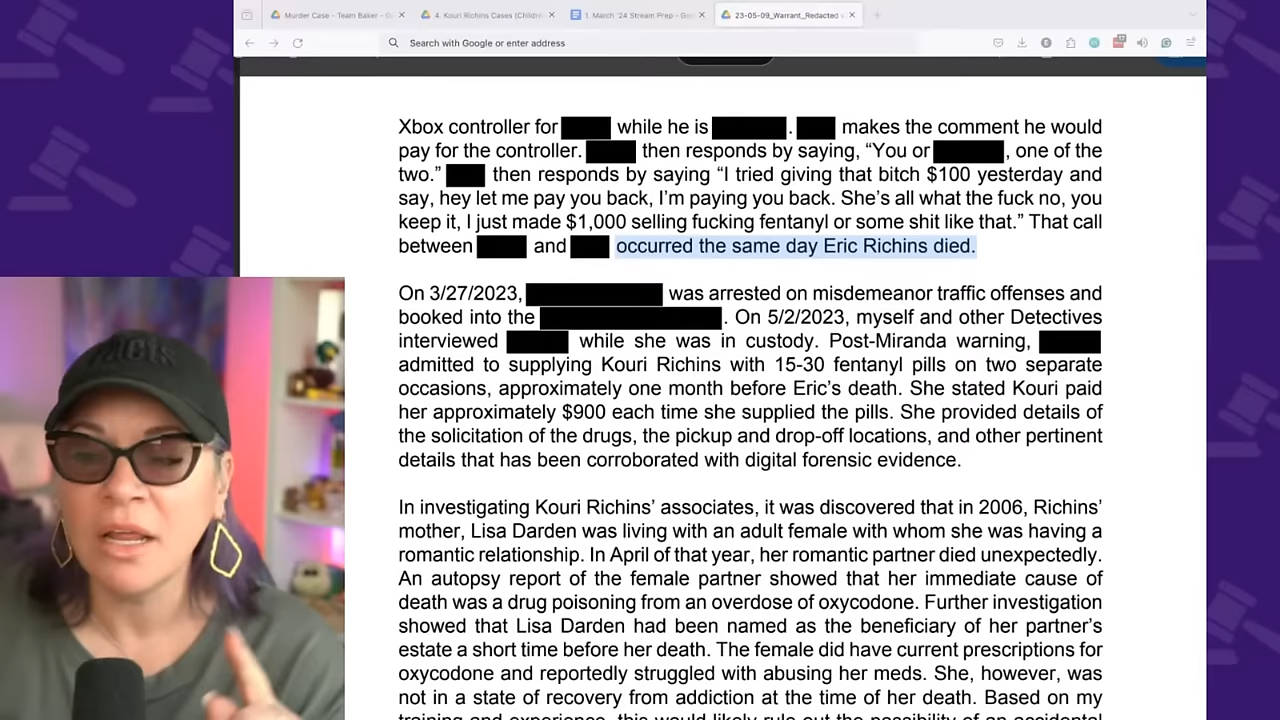 Murder Case - Team Baker - G
4. Kouri Richins Cases (Childre
1. March '24 Stream Prep - Goo
23-05-09_Warrant_Redacted
Search with Google or enter address
Xbox controller for while he is . makes the comment he would
pay for the controller. then responds by saying, “You or , one of the
two.” then responds by saying “I tried giving that bitch $100 yesterday and
say, hey let me pay you back, I’m paying you back. She’s all what the fuck no, you
keep it, I just made $1,000 selling fucking fentanyl or some shit like that.” That call
between and occurred the same day Eric Richins died.
On 3/27/2023, was arrested on misdemeanor traffic offenses and
booked into the . On 5/2/2023, myself and other Detectives
interviewed while she was in custody. Post-Miranda warning,
admitted to supplying Kouri Richins with 15-30 fentanyl pills on two separate
occasions, approximately one month before Eric’s death. She stated Kouri paid
her approximately $900 each time she supplied the pills. She provided details of
the solicitation of the drugs, the pickup and drop-off locations, and other pertinent
details that has been corroborated with digital forensic evidence.
In investigating Kouri Richins’ associates, it was discovered that in 2006, Richins’
mother, Lisa Darden was living with an adult female with whom she was having a
romantic relationship. In April of that year, her romantic partner died unexpectedly.
An autopsy report of the female partner showed that her immediate cause of
death was a drug poisoning from an overdose of oxycodone. Further investigation
showed that Lisa Darden had been named as the beneficiary of her partner’s
estate a short time before her death. The female did have current prescriptions for
oxycodone and reportedly struggled with abusing her meds. She, however, was
not in a state of recovery from addiction at the time of her death. Based on my
training and experience, this would likely rule out the possibility of an accidental
facts